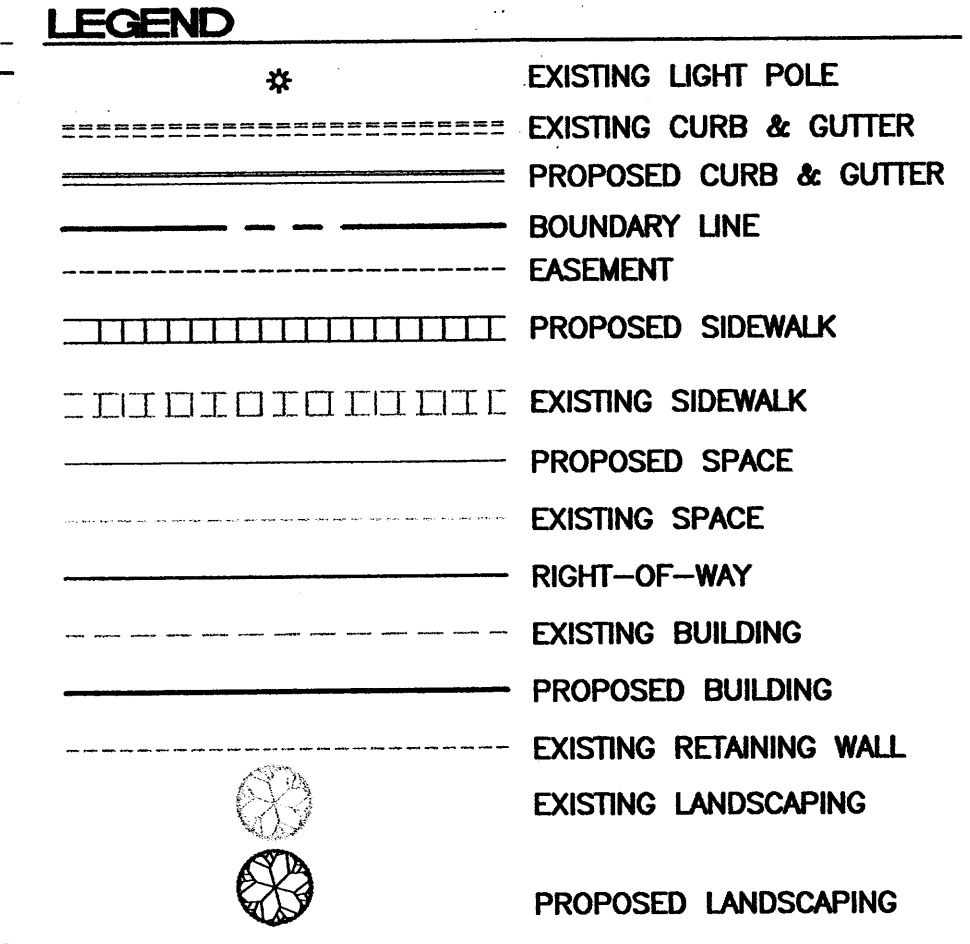 LEGEND
EXISTING LIGHT POLE
EXISTING CURB & GUTTER
PROPOSED CURB & GUTTER
BOUNDARY LINE
EASEMENT
PROPOSED SIDEWALK
EXISTING SIDEWALK
PROPOSED SPACE
EXISTING SPACE
RIGHT-OF-WAY
EXISTING BUILDING
PROPOSED BUILDING
EXISTING RETAINING WALL
EXISTING LANDSCAPING
PROPOSED LANDSCAPING